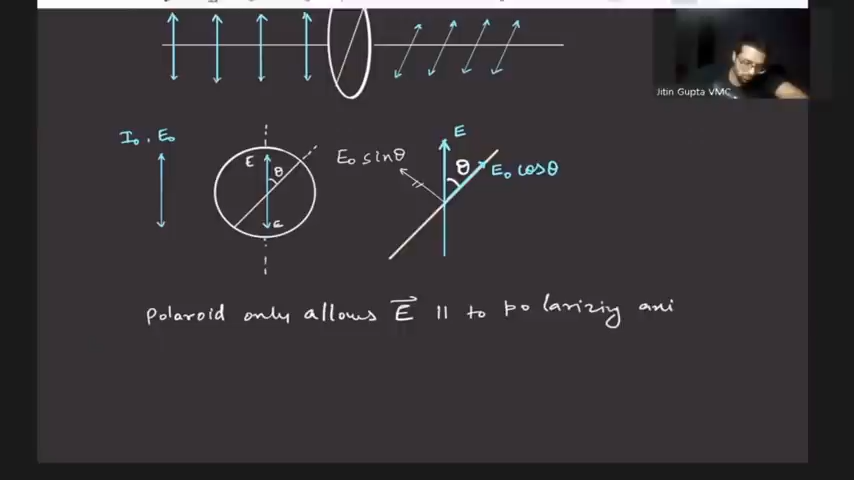 Jitin Gupta VMC
E
I₀, E₀
E₀ sinθ
E
θ
θ
E₀ cosθ
E
polaroid only allows E⃗ || to polarizing axi